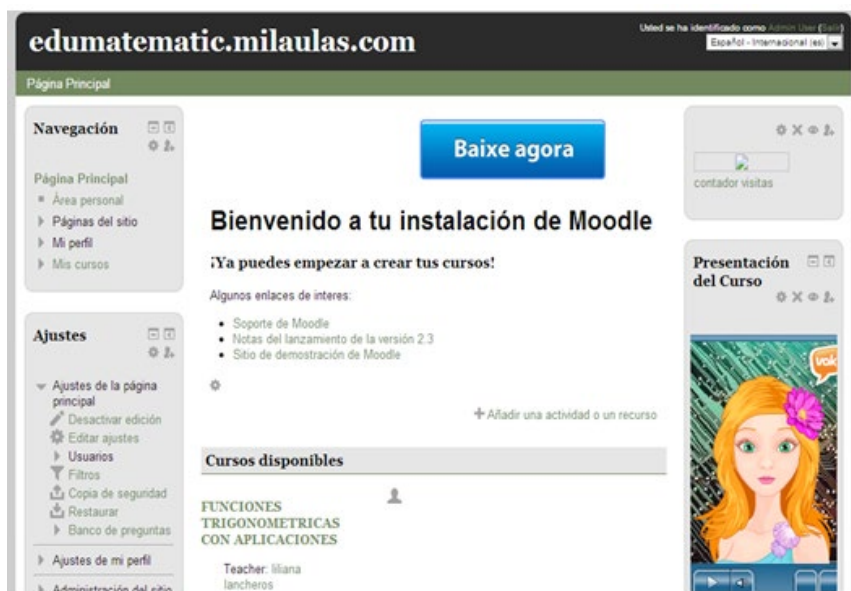 edumatematic.milaulas.com
Usted se ha identificado como Admin User (Salir)
Español - Internacional (es)
Página Principal
Navegación
Página Principal
Área personal
Páginas del sitio
Mi perfil
Mis cursos
Ajustes
Ajustes de la página
principal
Desactivar edición
Editar ajustes
Usuarios
Filtros
Copia de seguridad
Restaurar
Banco de preguntas
Ajustes de mi perfil
Administración del sitio
Baixe agora
Bienvenido a tu instalación de Moodle
¡Ya puedes empezar a crear tus cursos!
Algunos enlaces de interes:
Soporte de Moodle
Notas del lanzamiento de la versión 2.3
Sitio de demostración de Moodle
Añadir una actividad o un recurso
Cursos disponibles
FUNCIONES
TRIGONOMETRICAS
CON APLICACIONES
Teacher: liliana
lancheros
contador visitas
Presentación
del Curso